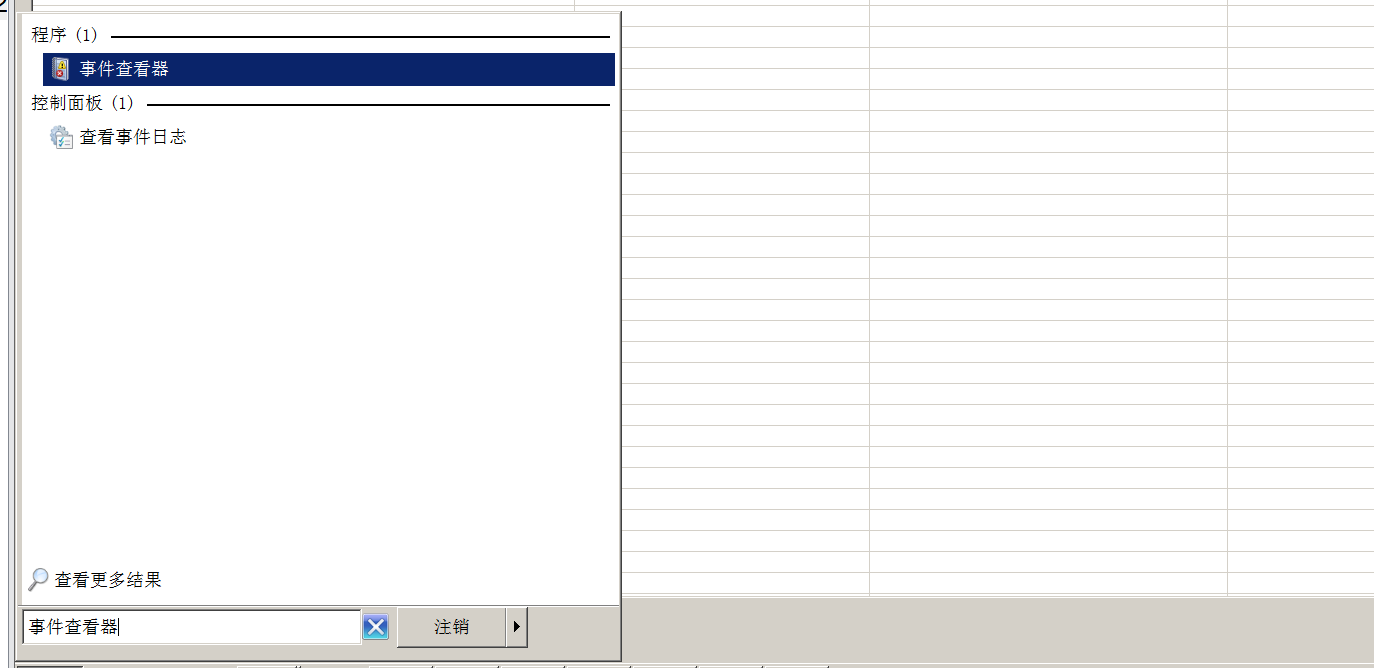 程序 (1)
事件查看器
控制面板 (1)
查看事件日志
查看更多结果
事件查看器
注销